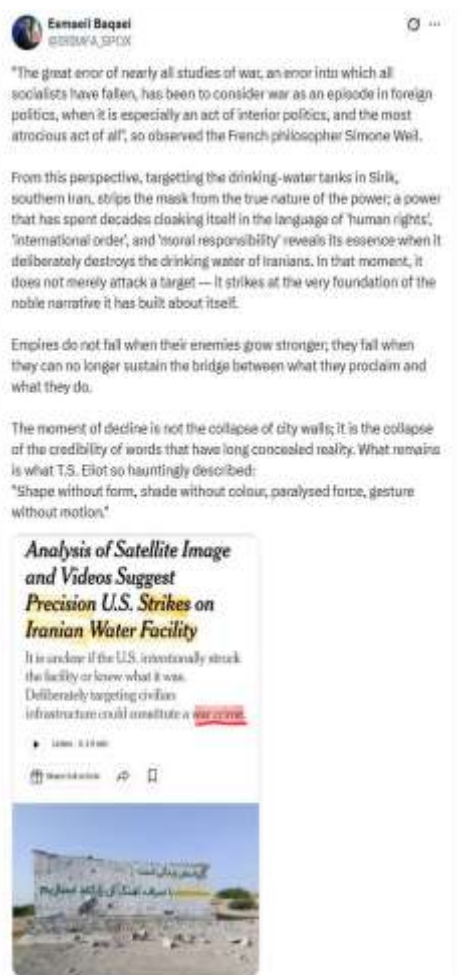 Esmaeil Baqaei
@IRIMFA_SPOX
"The great error of nearly all studies of war, an error into which all
socialists have fallen, has been to consider war as an episode in foreign
politics, when it is especially an act of interior politics, and the most
atrocious act of all", so observed the French philosopher Simone Weil.
From this perspective, targetting the drinking-water tanks in Sirik,
southern Iran, strips the mask from the true nature of the power; a power
that has spent decades cloaking itself in the language of 'human rights',
'international order', and 'moral responsibility' reveals its essence when it
deliberately destroys the drinking water of Iranians. In that moment, it
does not merely attack a target — it strikes at the very foundation of the
noble narrative it has built about itself.
Empires do not fall when their enemies grow stronger; they fall when
they can no longer sustain the bridge between what they proclaim and
what they do.
The moment of decline is not the collapse of city walls; it is the collapse
of the credibility of words that have long concealed reality. What remains
is what T.S. Eliot so hauntingly described:
"Shape without form, shade without colour, paralysed force, gesture
without motion."
Analysis of Satellite Image
and Videos Suggest
Precision U.S. Strikes on
Iranian Water Facility
It is unclear if the U.S. intentionally struck
the facility or knew what it was.
Deliberately targeting civilian
infrastructure could constitute a war crime.
Share full article